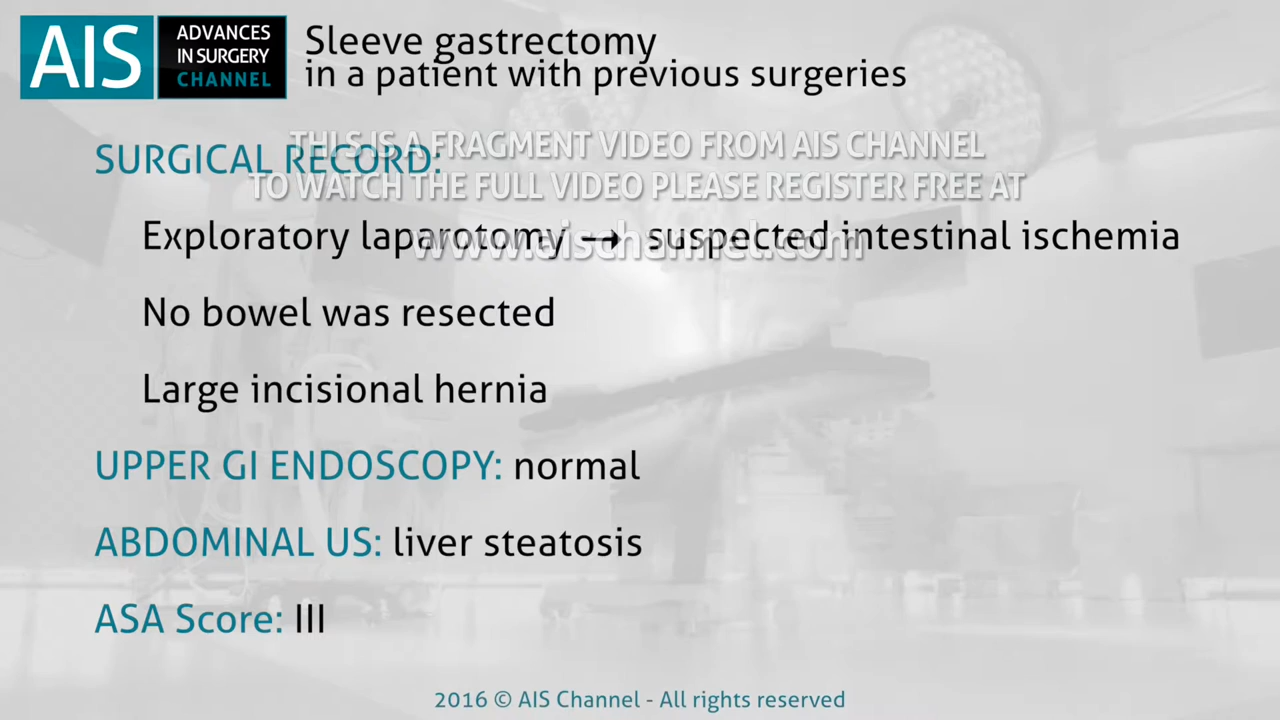 AIS
ADVANCES
IN SURGERY
CHANNEL
Sleeve gastrectomy
in a patient with previous surgeries
THIS IS A FRAGMENT VIDEO FROM AIS CHANNEL
SURGICAL RECORD:
TO WATCH THE FULL VIDEO PLEASE REGISTER FREE AT
Exploratory laparotomy → suspected intestinal ischemia
www.aischannel.com
No bowel was resected
Large incisional hernia
UPPER GI ENDOSCOPY: normal
ABDOMINAL US: liver steatosis
ASA Score: III
2016 © AIS Channel - All rights reserved